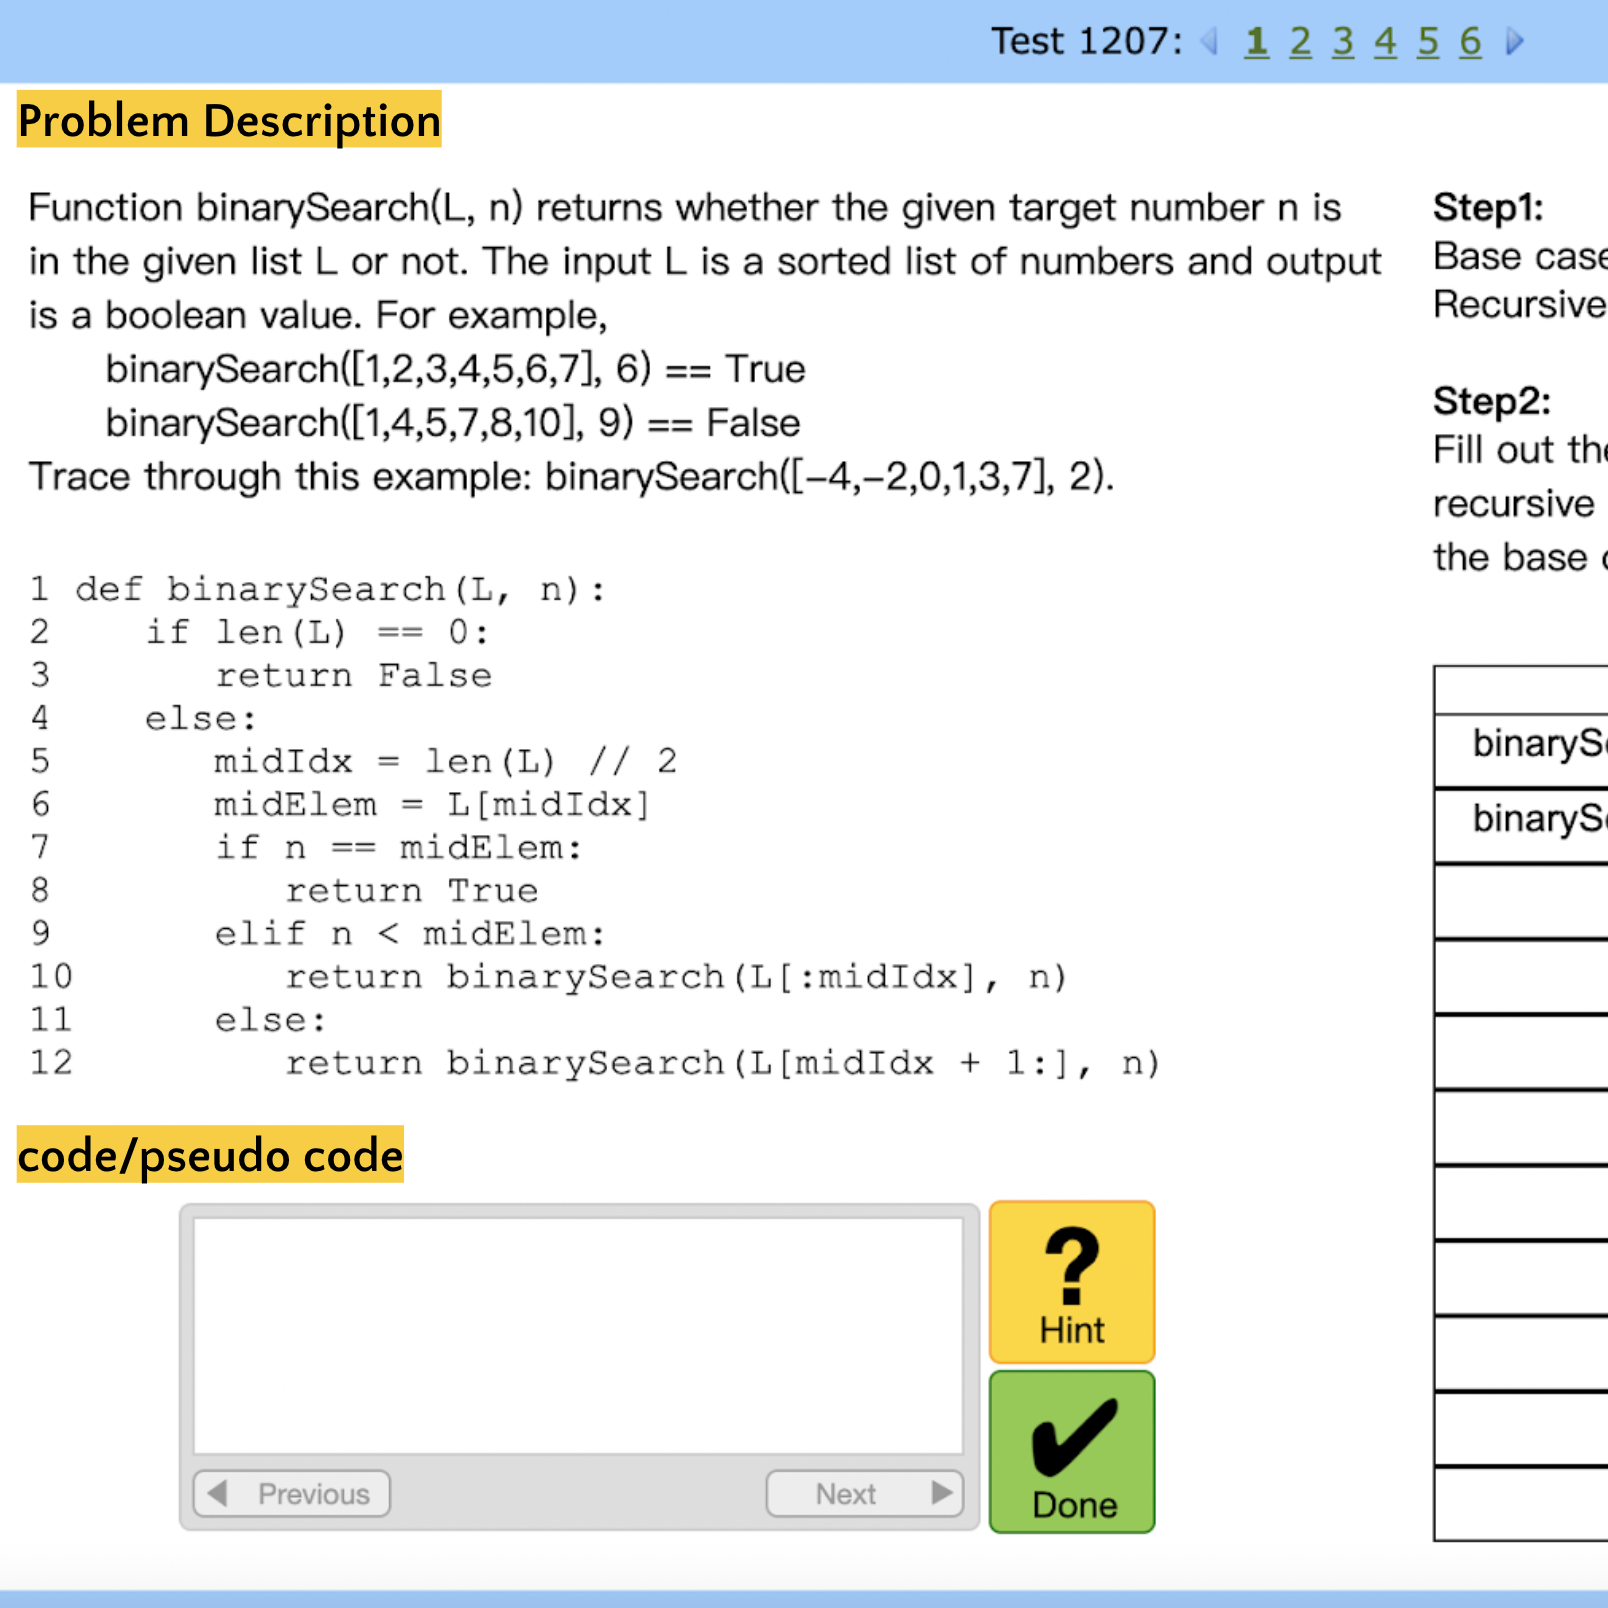 Test 1207: 1 2 3 4 5 6
Problem Description
Function binarySearch(L, n) returns whether the given target number n is
in the given list L or not. The input L is a sorted list of numbers and output
is a boolean value. For example,
binarySearch([1,2,3,4,5,6,7], 6) == True
binarySearch([1,4,5,7,8,10], 9) == False
Trace through this example: binarySearch([−4,−2,0,1,3,7], 2).
1 def binarySearch(L, n):
2 if len(L) == 0:
3 return False
4 else:
5 midIdx = len(L) // 2
6 midElem = L[midIdx]
7 if n == midElem:
8 return True
9 elif n < midElem:
10 return binarySearch(L[:midIdx], n)
11 else:
12 return binarySearch(L[midIdx + 1:], n)
code/pseudo code
?
Hint
Previous
Next
Done
Step1:
Base case
Recursive
Step2:
Fill out the
recursive
the base
binaryS
binaryS